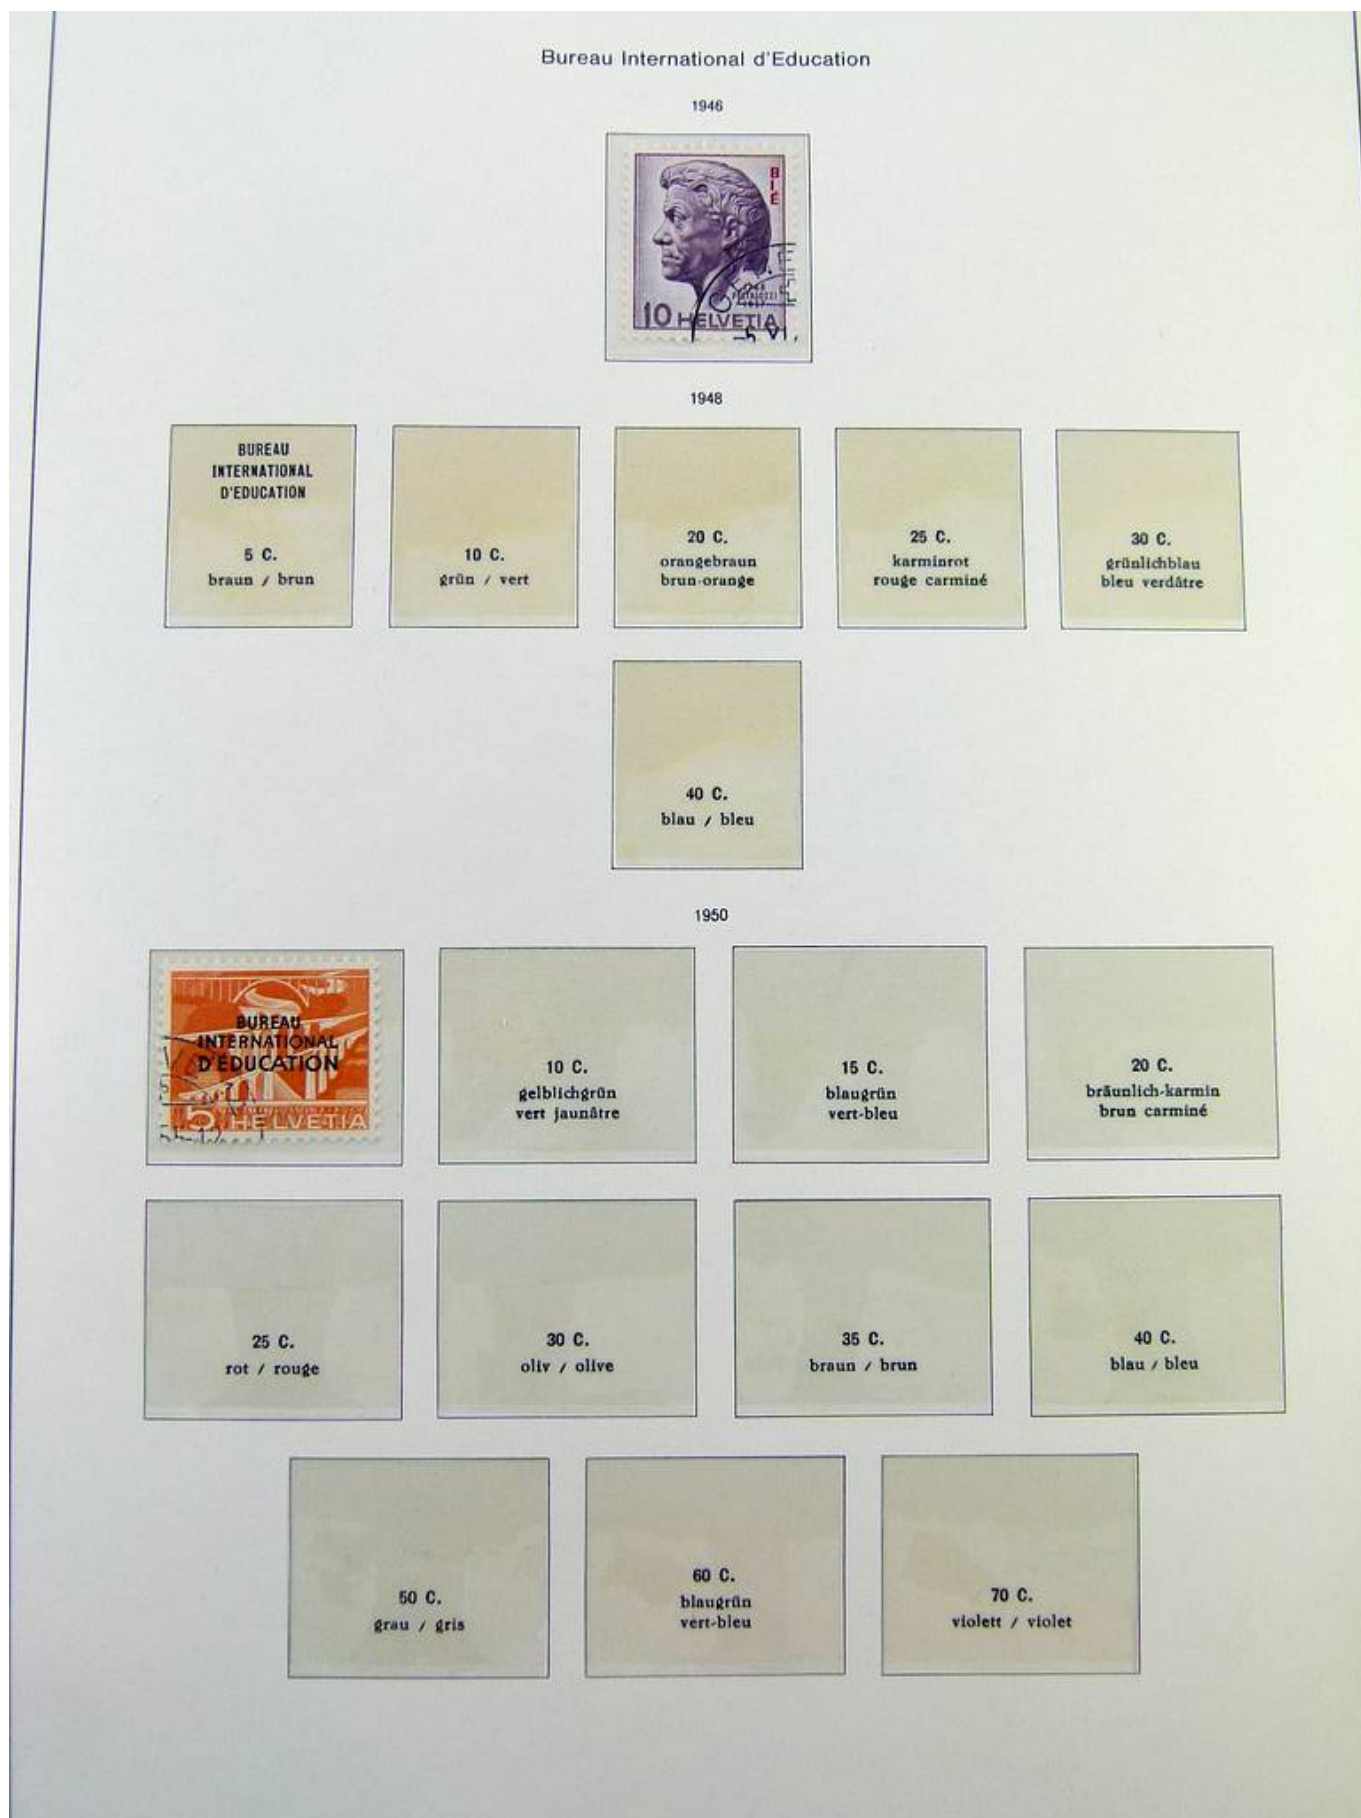 Bureau International d'Education
1946
BIÉ
PESTALOZZI
10 HELVETIA
1948
BUREAU
INTERNATIONAL
D'EDUCATION
5 C.
braun / brun
10 C.
grün / vert
20 C.
orangebraun
brun-orange
25 C.
karminrot
rouge carminé
30 C.
grünlichblau
bleu verdâtre
40 C.
blau / bleu
1950
BUREAU
INTERNATIONAL
D'ÉDUCATION
5 HELVETIA
10 C.
gelblichgrün
vert jaunâtre
15 C.
blaugrün
vert-bleu
20 C.
bräunlich-karmin
brun carminé
25 C.
rot / rouge
30 C.
oliv / olive
35 C.
braun / brun
40 C.
blau / bleu
50 C.
grau / gris
60 C.
blaugrün
vert-bleu
70 C.
violett / violet